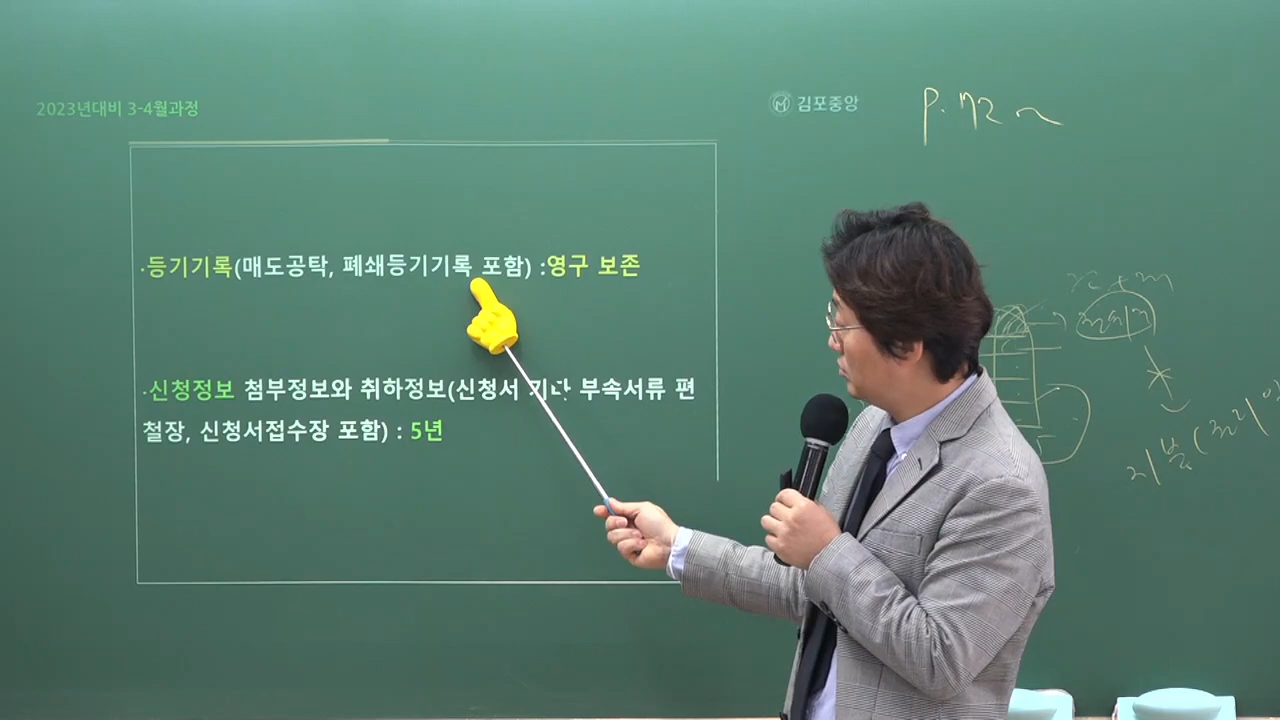 2023년대비 3-4월과정
김포중앙
P. 72 ~
·등기기록(매도공탁, 폐쇄등기기록 포함) :영구 보존
·신청정보 첨부정보와 취하정보(신청서 기타 부속서류 편
철장, 신청서접수장 포함) : 5년